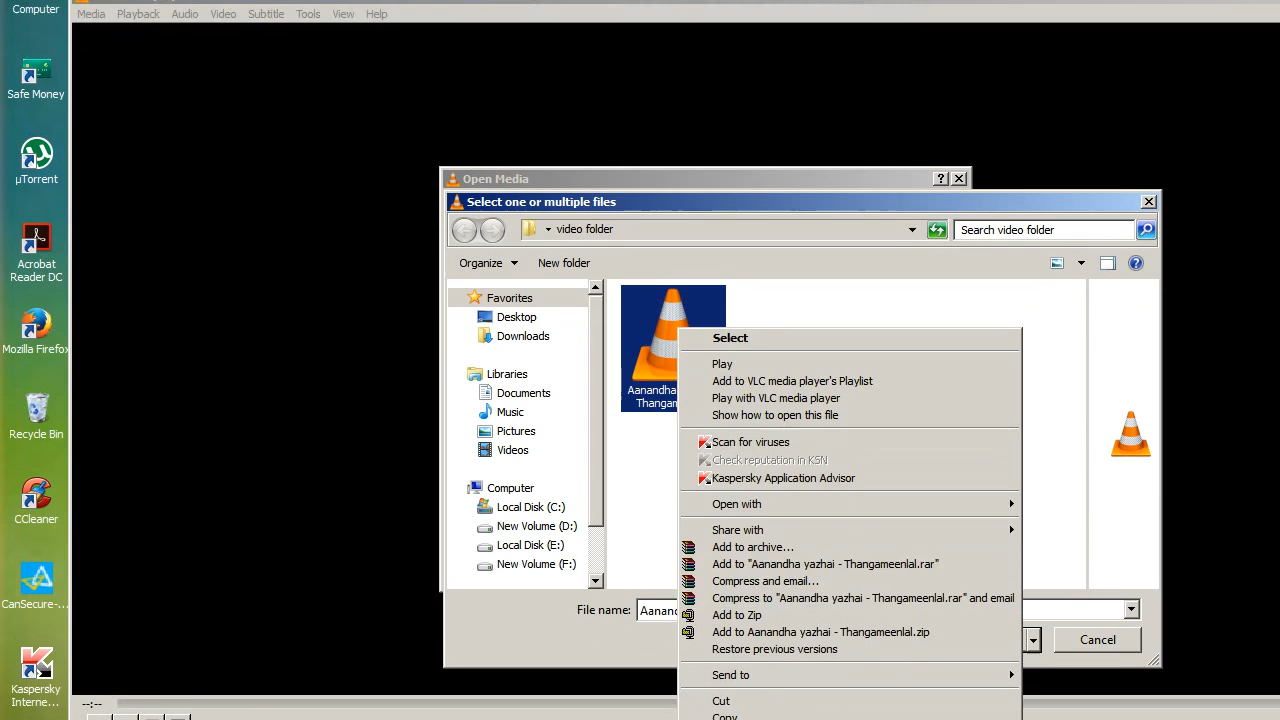 Computer
Media Playback Audio Video Subtitle Tools View Help
Safe Money
µTorrent
Acrobat
Reader DC
Mozilla Firefox
Recycle Bin
CCleaner
CanSecure-...
Kaspersky
Interne...
Open Media
Select one or multiple files
video folder
Search video folder
Organize
New folder
Favorites
Desktop
Downloads
Libraries
Documents
Music
Pictures
Videos
Computer
Local Disk (C:)
New Volume (D:)
Local Disk (E:)
New Volume (F:)
Aanandha
Thangam
File name: Aanand
Cancel
Select
Play
Add to VLC media player's Playlist
Play with VLC media player
Show how to open this file
Scan for viruses
Check reputation in KSN
Kaspersky Application Advisor
Open with
Share with
Add to archive...
Add to "Aanandha yazhai - Thangameenlal.rar"
Compress and email...
Compress to "Aanandha yazhai - Thangameenlal.rar" and email
Add to Zip
Add to Aanandha yazhai - Thangameenlal.zip
Restore previous versions
Send to
Cut
Copy
--:--